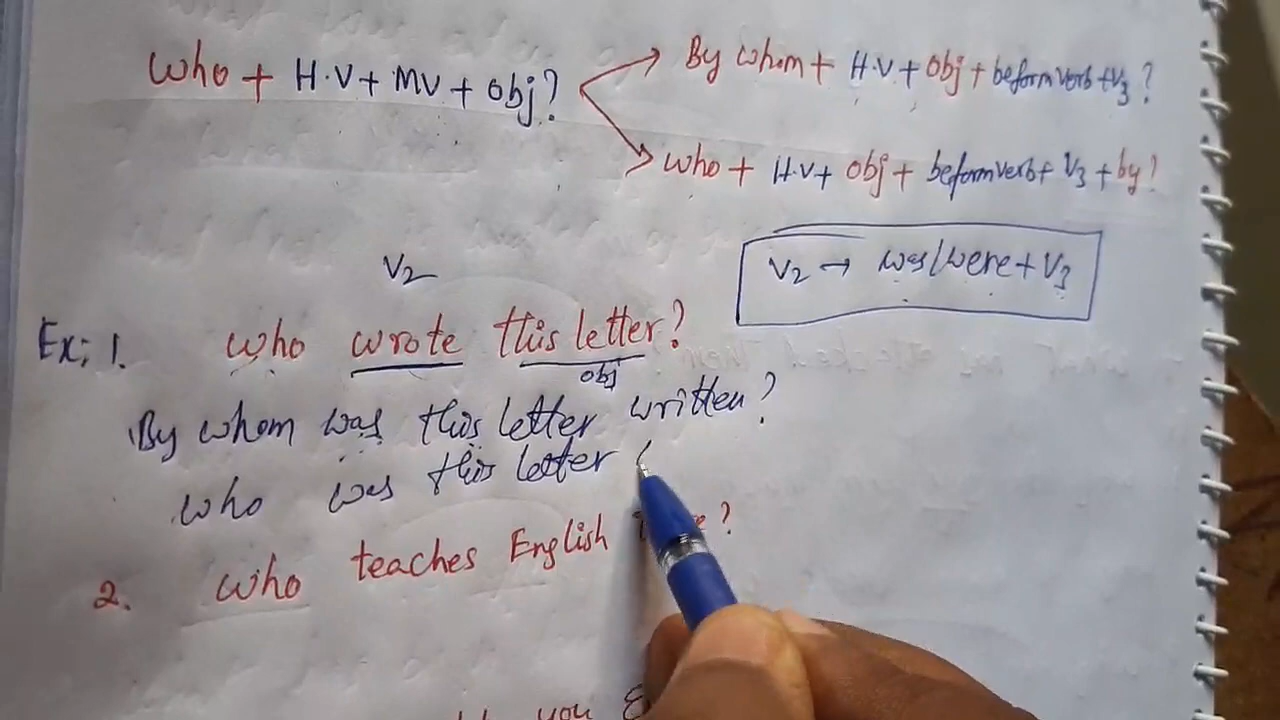 Who + H.V + MV + Obj?
By whom + H.V + Obj + beformverb + V3?
Who + H.V + Obj + beformverb + V3 + by?
V2
V2 → was/were + V3
Ex; 1. Who wrote this letter?
obj
By whom was this letter written?
Who was this letter
2. Who teaches English ?
you